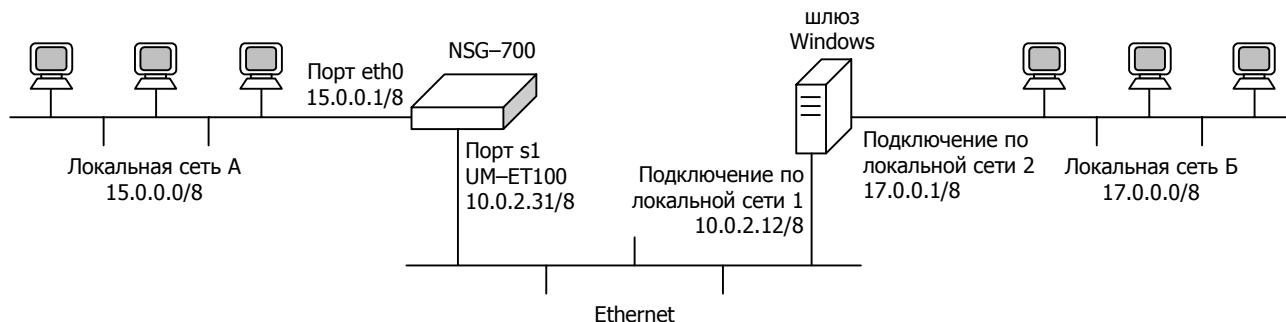 шлюз
Windows
NSG–700
Порт eth0
15.0.0.1/8
Локальная сеть А
15.0.0.0/8
Порт s1
UM–ET100
10.0.2.31/8
Подключение по
локальной сети 1
10.0.2.12/8
Подключение по
локальной сети 2
17.0.0.1/8
Локальная сеть Б
17.0.0.0/8
Ethernet